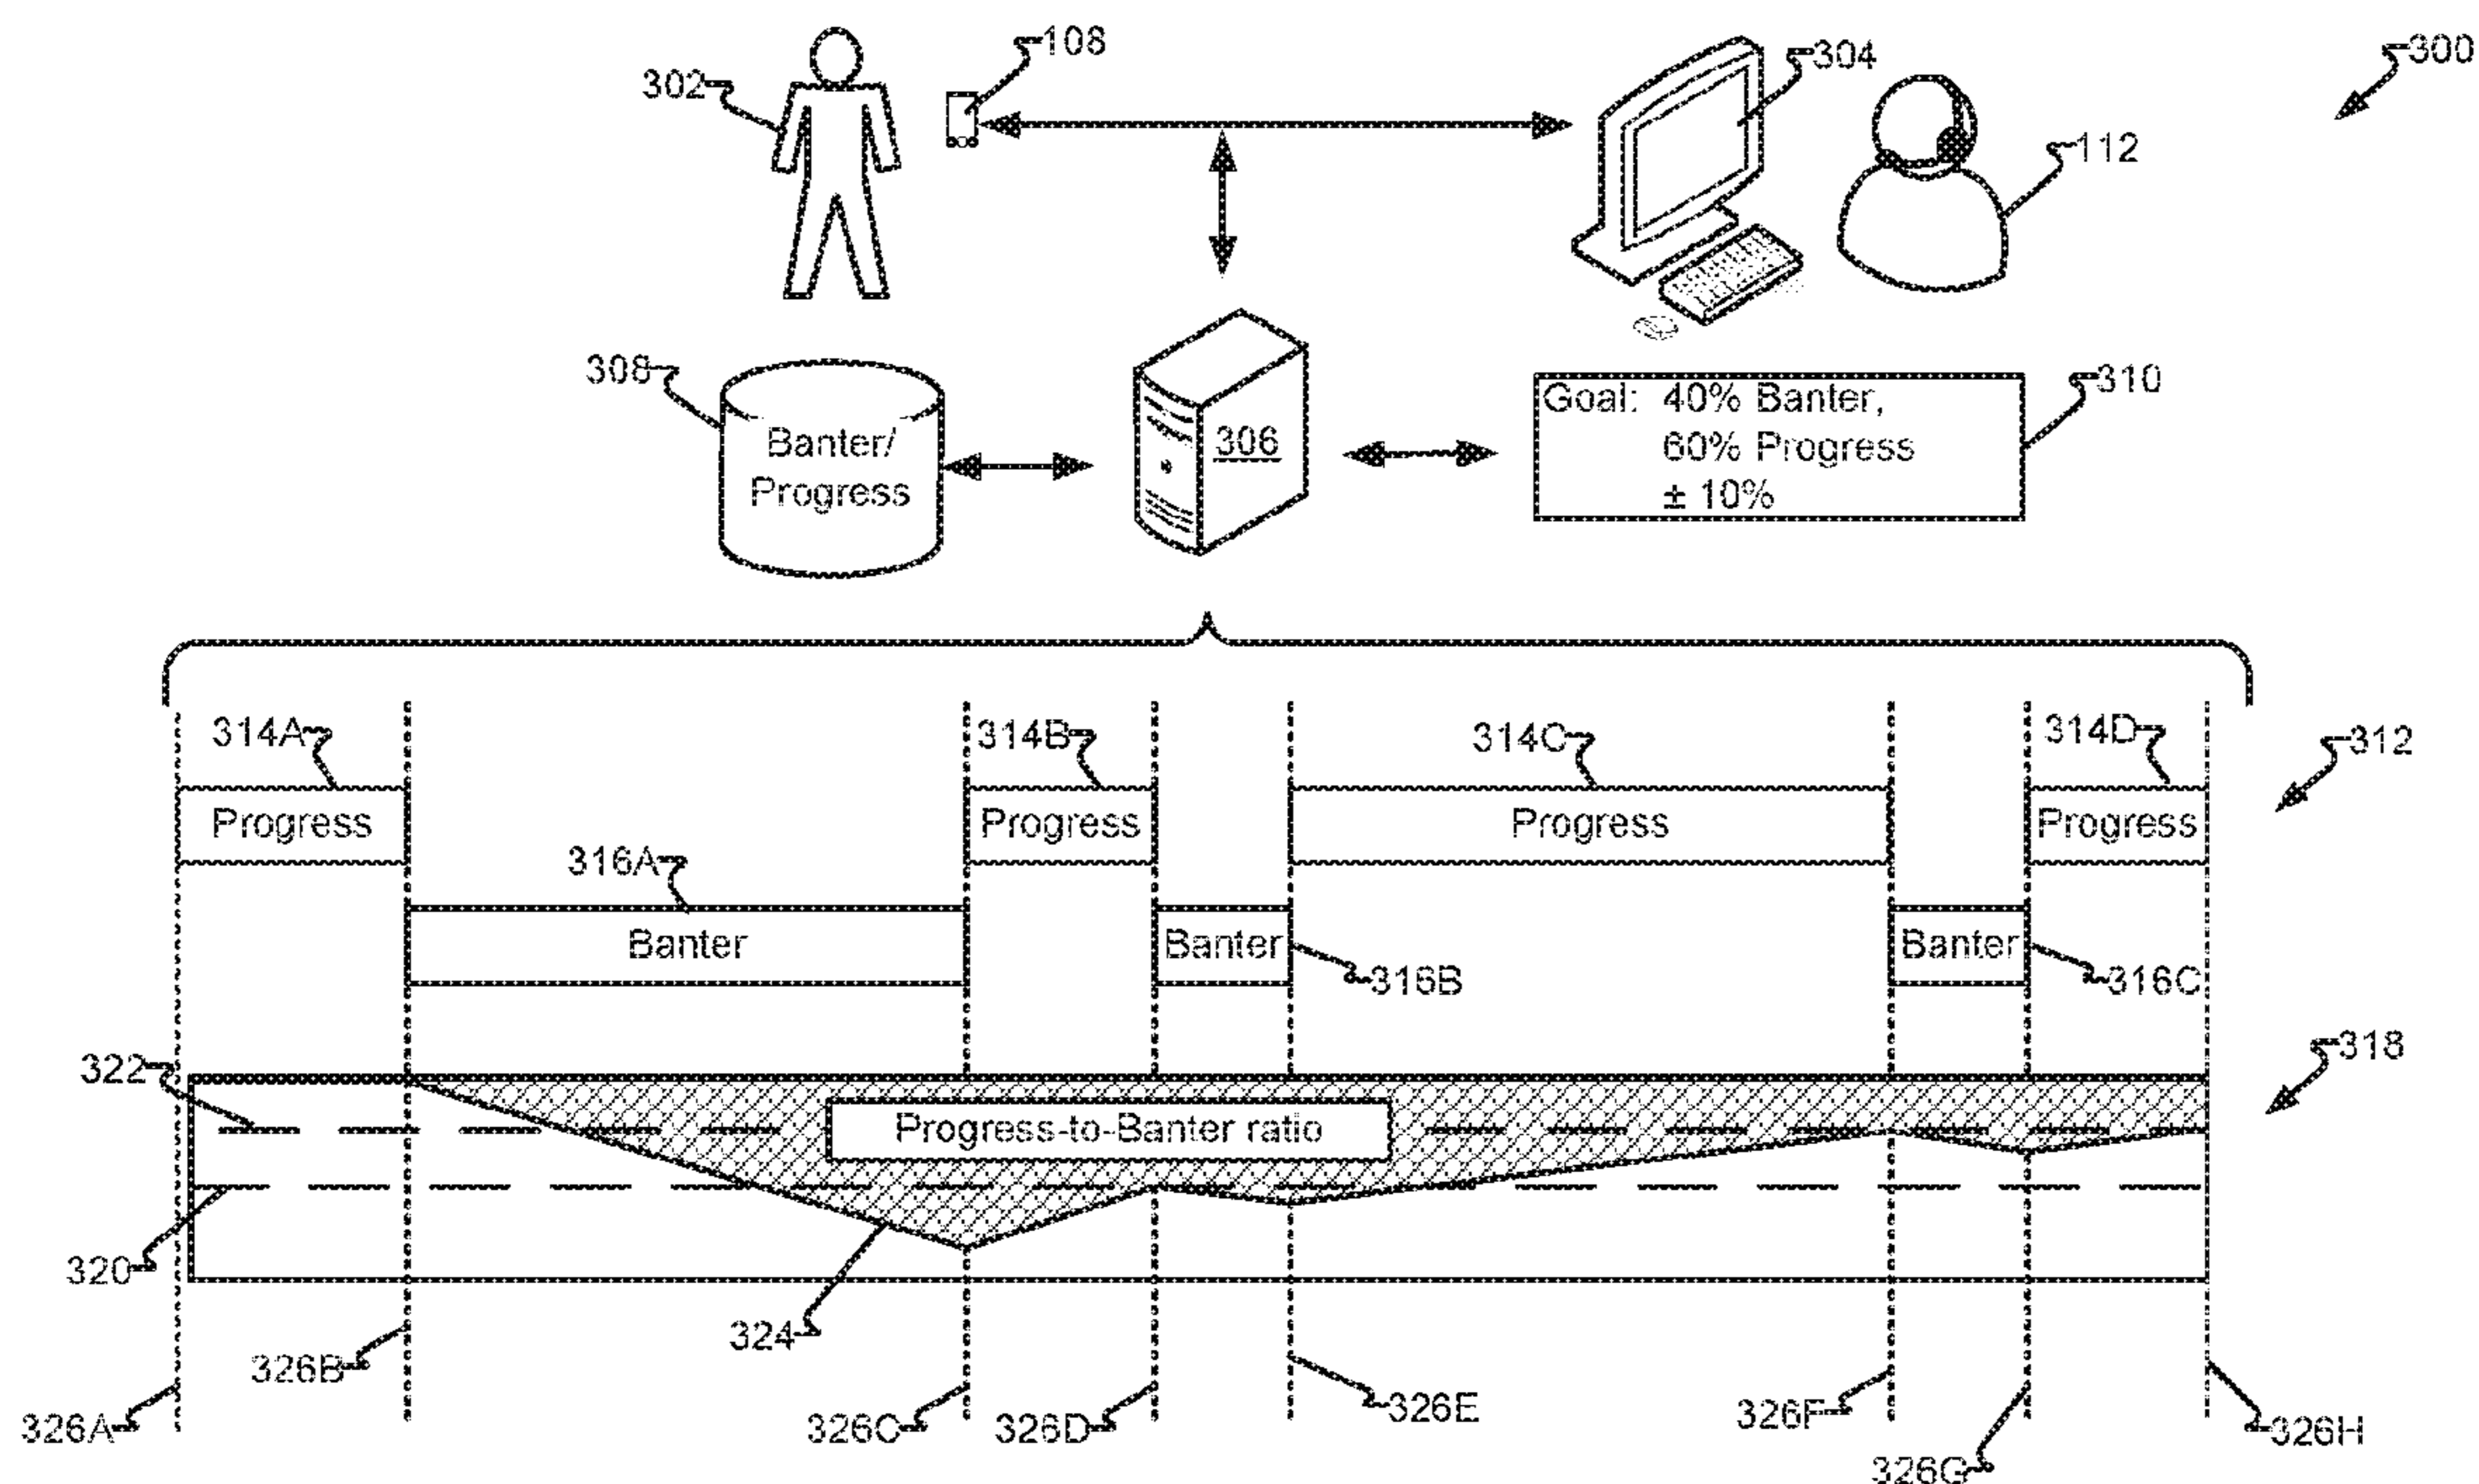 108
304
300
302
112
308
310
Goal: 40% Banter,
60% Progress
± 10%
306
Banter/
Progress
314A
314B
314C
314D
312
Progress
Progress
Progress
Progress
316A
Banter
Banter
Banter
316B
316C
318
322
Progress-to-Banter ratio
320
324
326B
326A
326C
326D
326E
326F
326G
326H